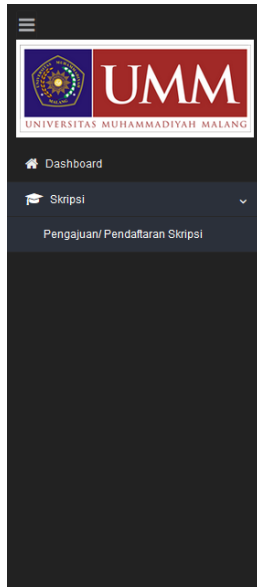 UMM
UNIVERSITAS MUHAMMADIYAH MALANG
Dashboard
Skripsi
Pengajuan/ Pendaftaran Skripsi